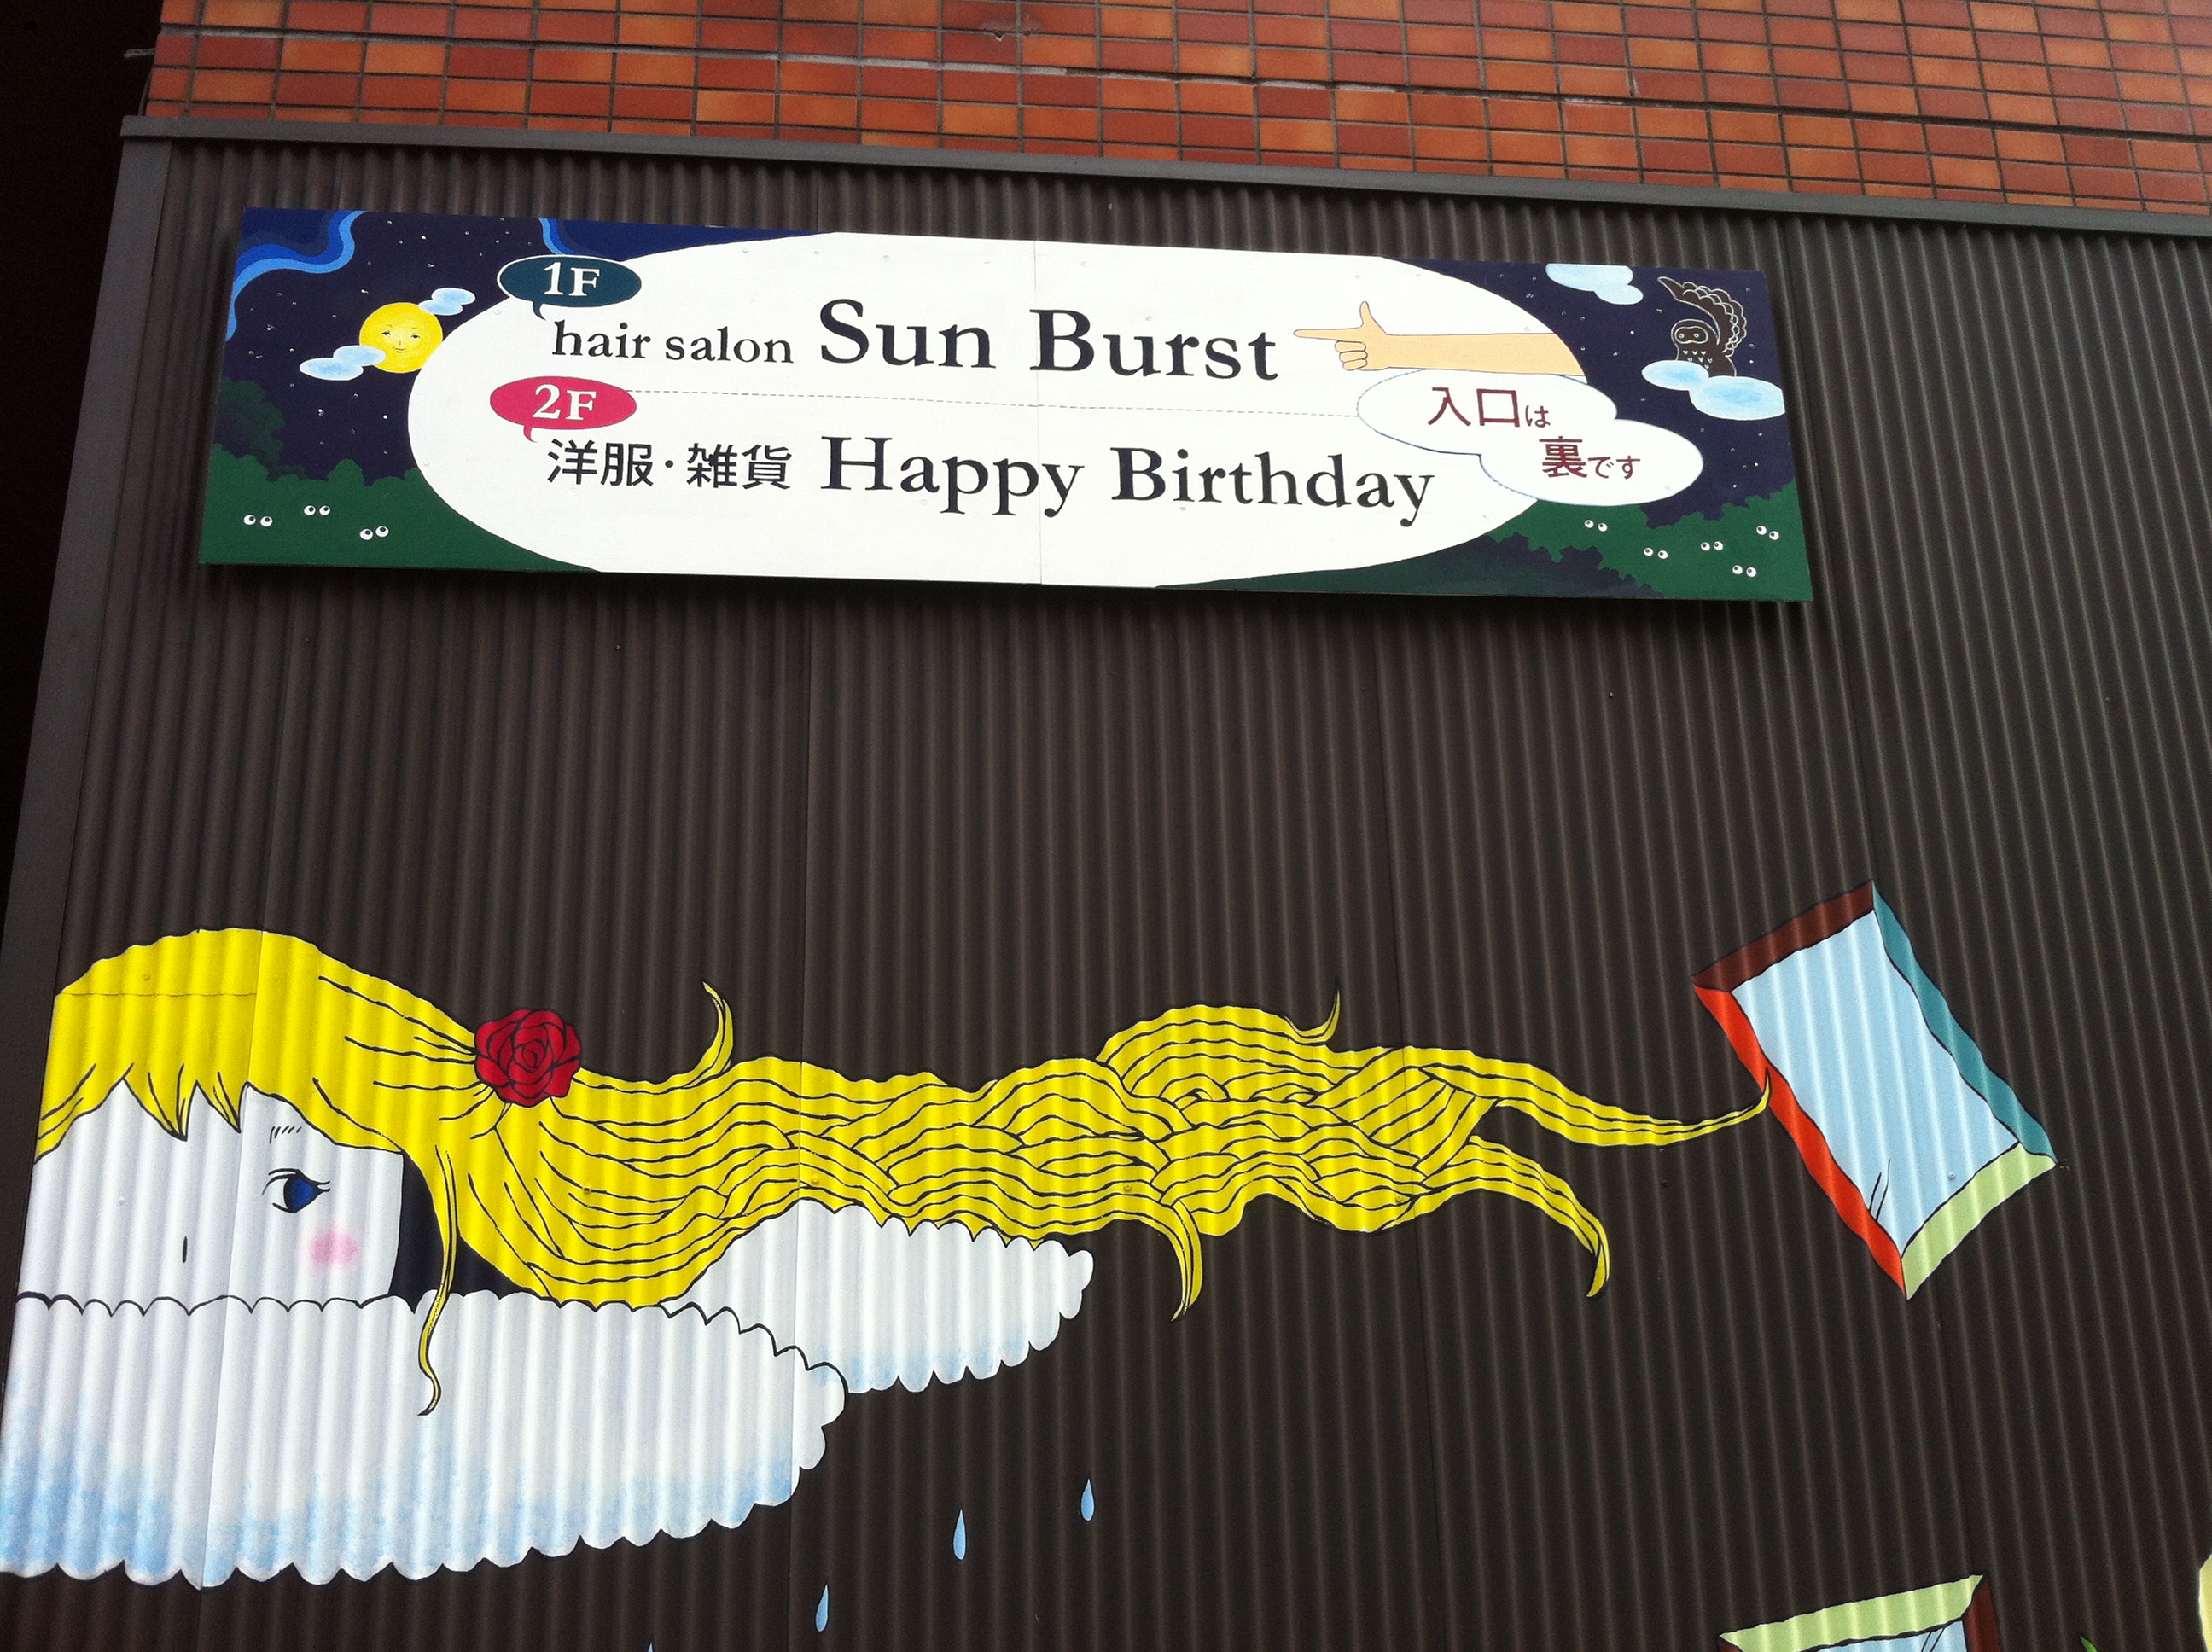 1F
hair salon Sun Burst
2F
洋服・雑貨 Happy Birthday
入口は
裏です